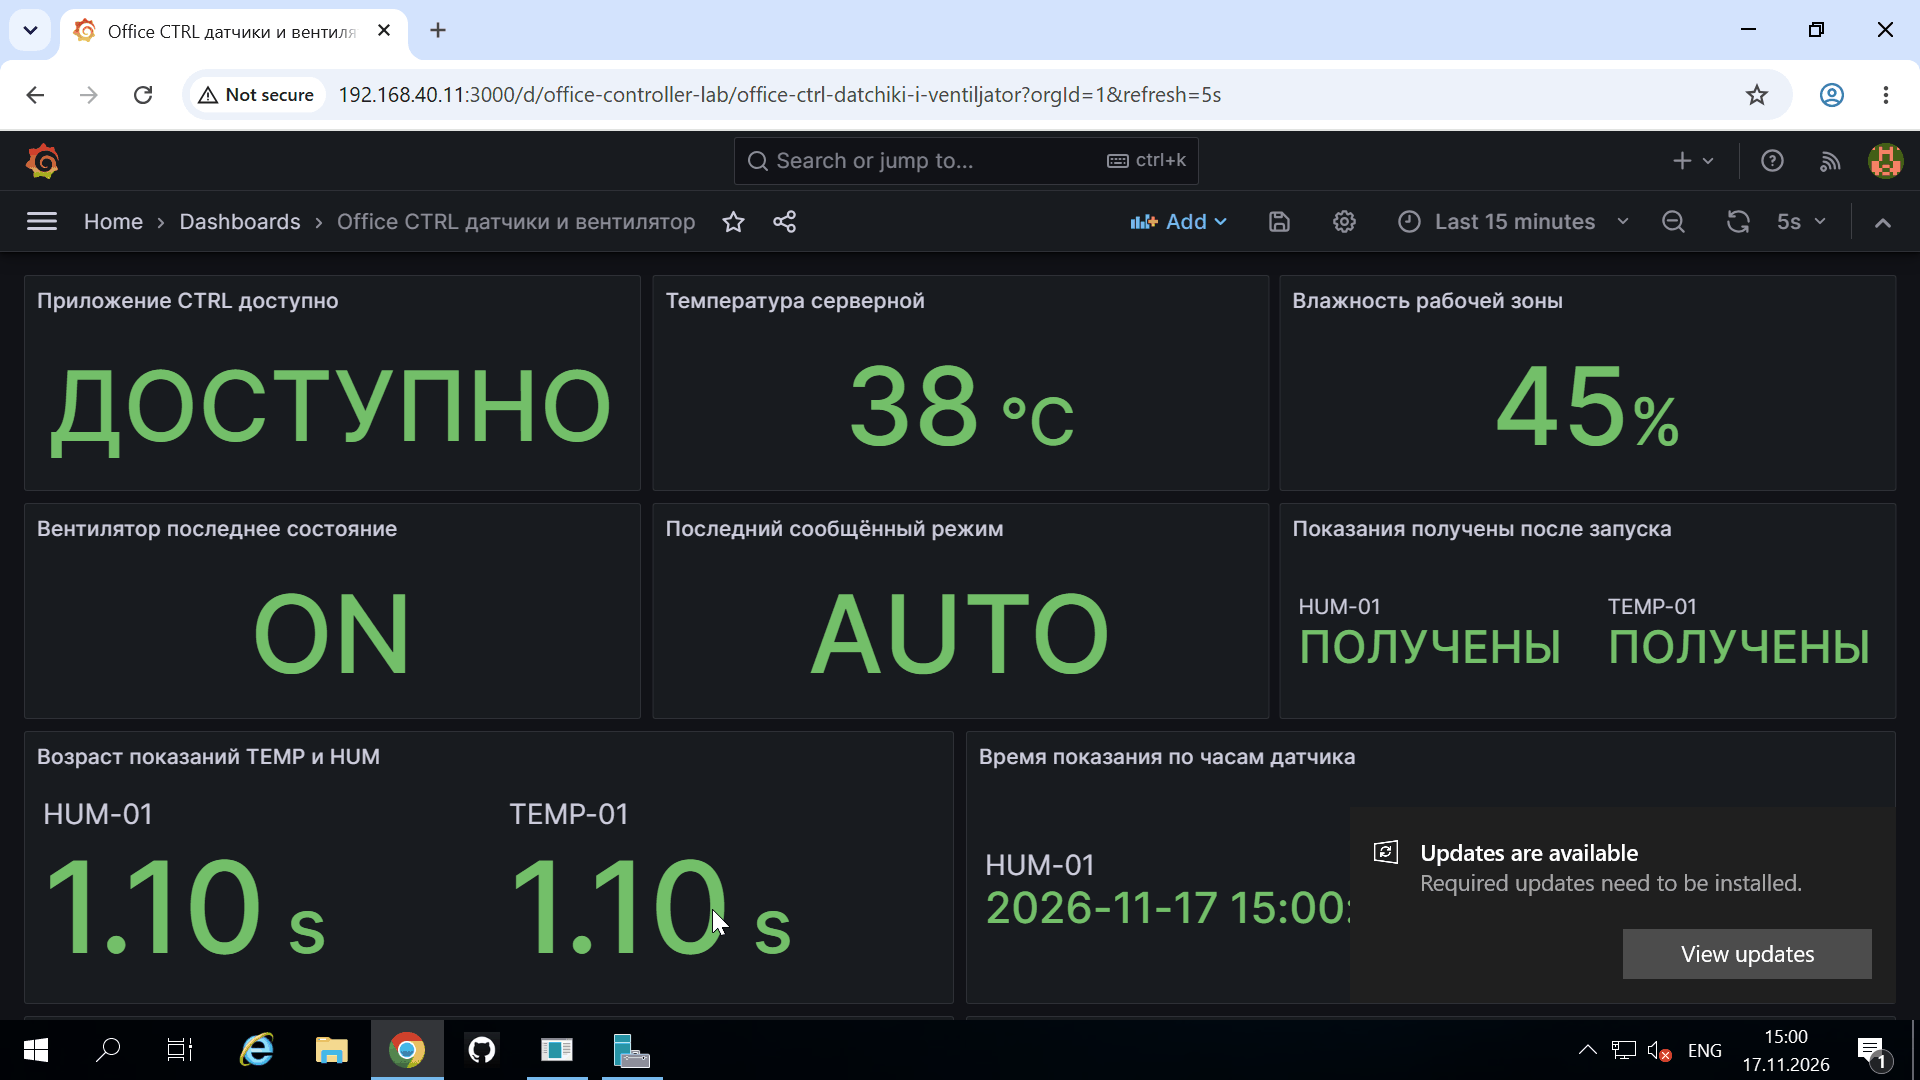 Office CTRL датчики и вентиля
Not secure
192.168.40.11:3000/d/office-controller-lab/office-ctrl-datchiki-i-ventiljator?orgId=1&refresh=5s
Search or jump to...
ctrl+k
Home › Dashboards › Office CTRL датчики и вентилятор
Add
Last 15 minutes
5s
Приложение CTRL доступно
ДОСТУПНО
Температура серверной
38 °C
Влажность рабочей зоны
45%
Вентилятор последнее состояние
ON
Последний сообщённый режим
AUTO
Показания получены после запуска
HUM-01
ПОЛУЧЕНЫ
TEMP-01
ПОЛУЧЕНЫ
Возраст показаний TEMP и HUM
HUM-01
1.10 s
TEMP-01
1.10 s
Время показания по часам датчика
HUM-01
2026-11-17 15:00:
Updates are available
Required updates need to be installed.
View updates
ENG
15:00
17.11.2026
1